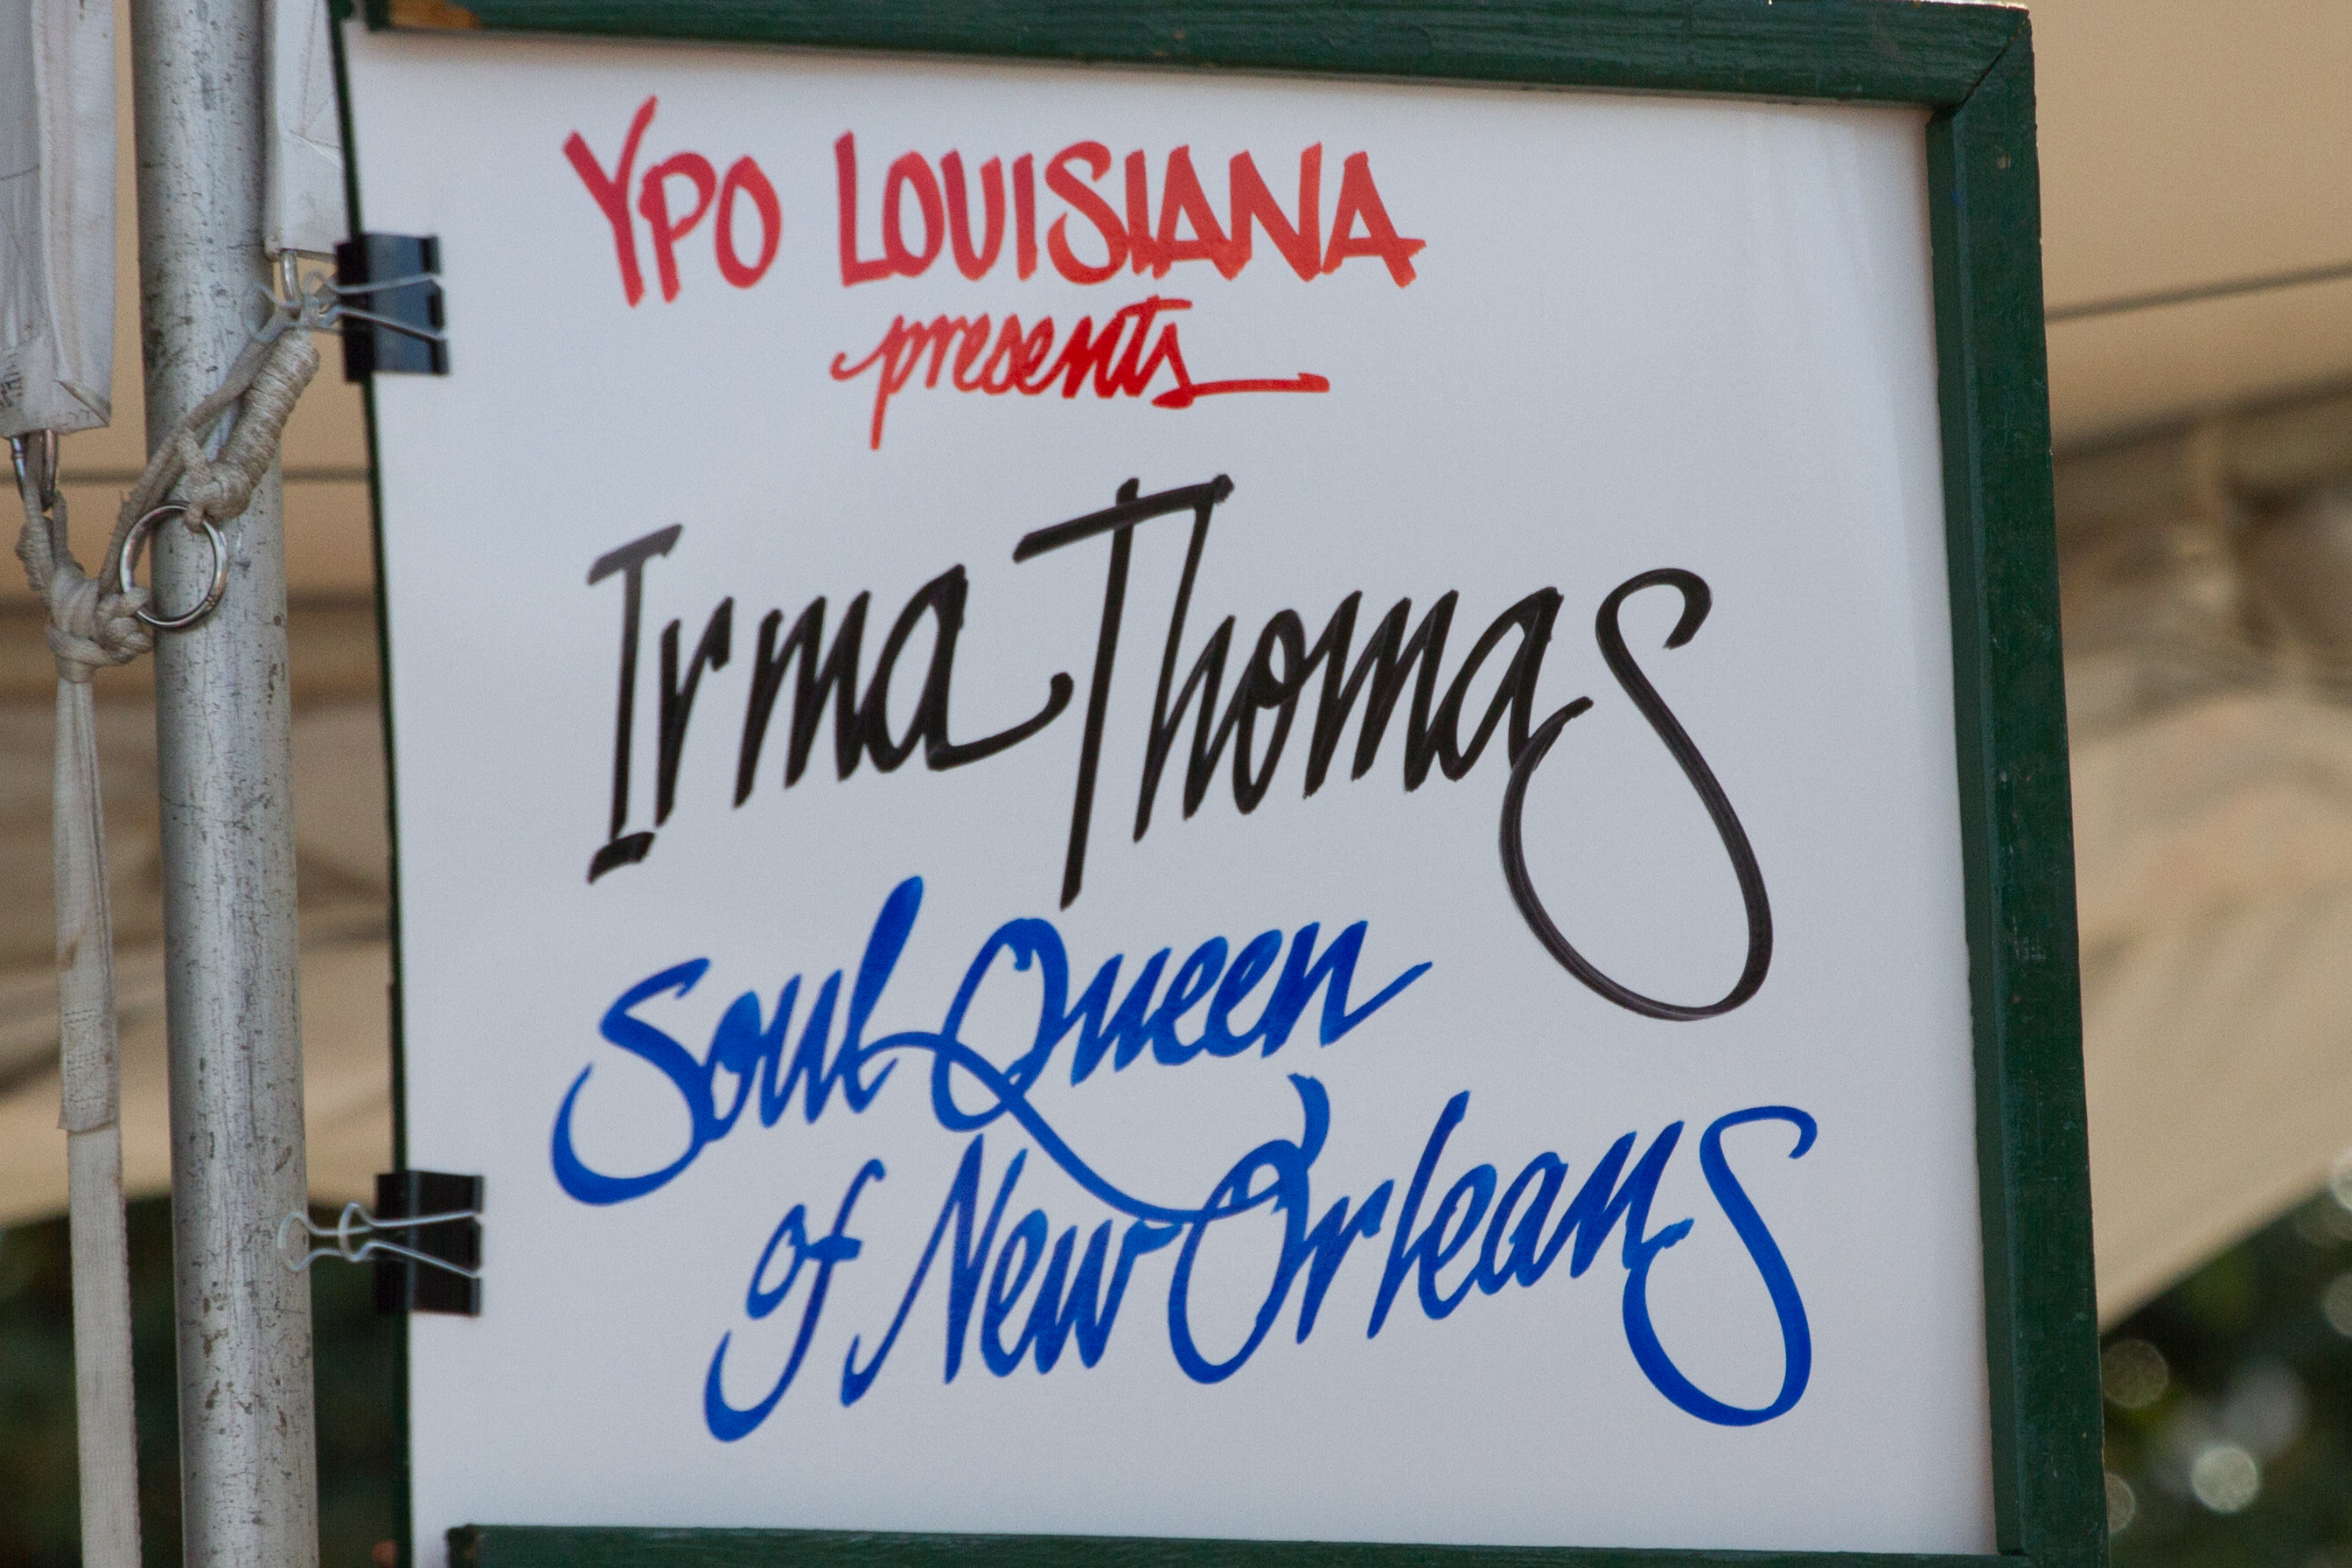 YPO LOUISIANA
presents
Irma Thomas
Soul Queen
of New Orleans